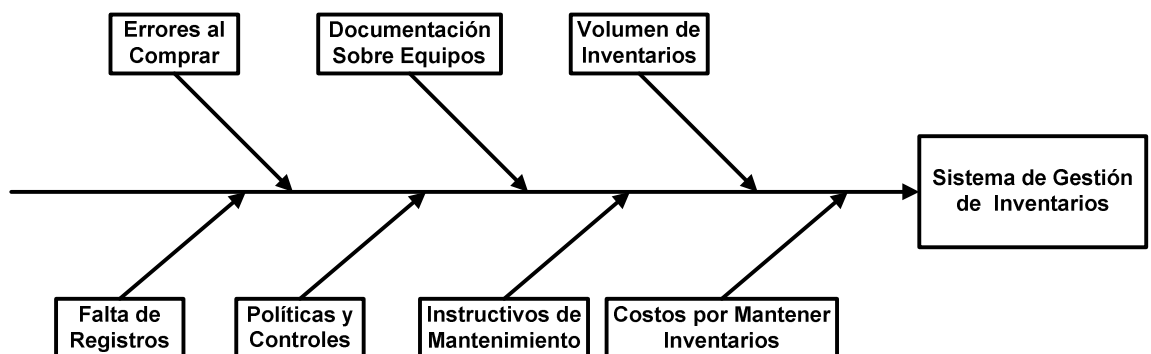 Errores al
Comprar
Documentación
Sobre Equipos
Volumen de
Inventarios
Sistema de Gestión
de Inventarios
Falta de
Registros
Políticas y
Controles
Instructivos de
Mantenimiento
Costos por Mantener
Inventarios